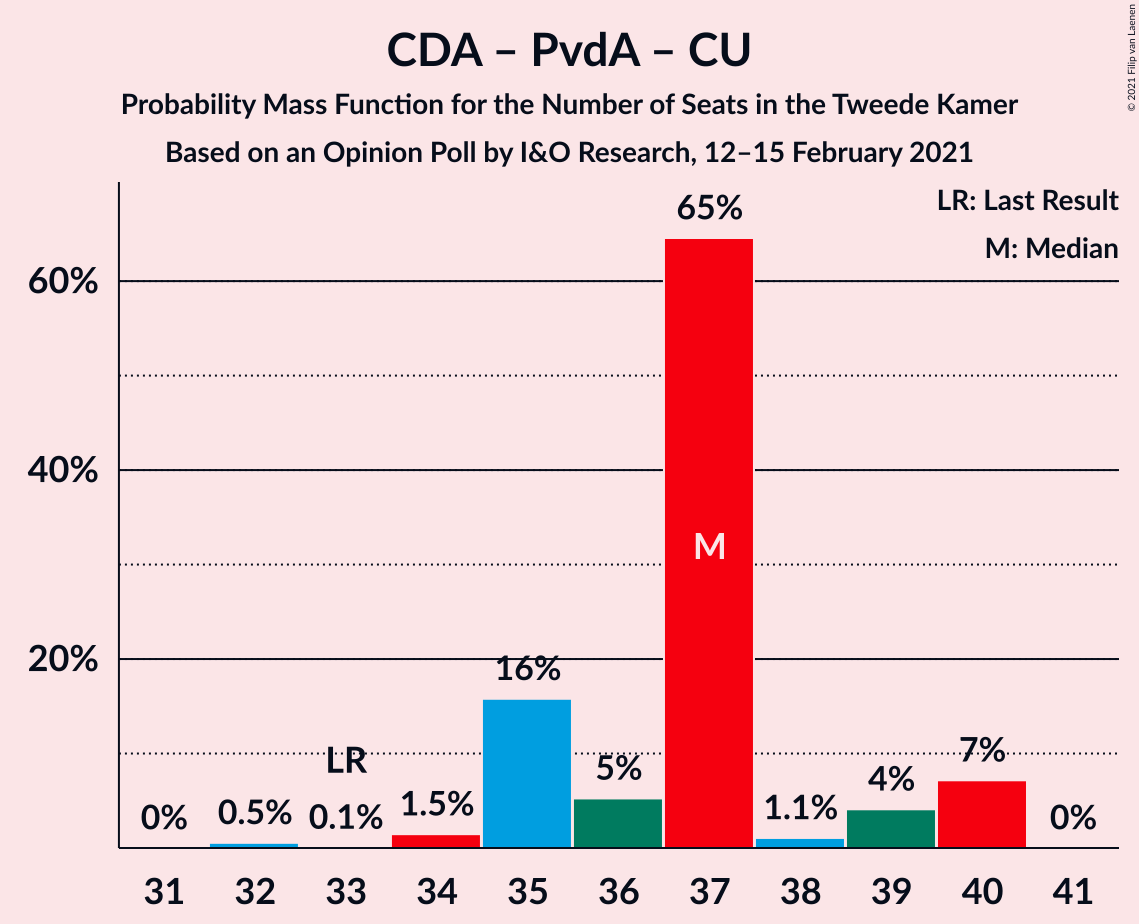 CDA – PvdA – CU
Probability Mass Function for the Number of Seats in the Tweede Kamer
Based on an Opinion Poll by I&O Research, 12–15 February 2021
© 2021 Filip van Laenen
LR: Last Result
M: Median
60%
40%
20%
0%
0.5%
LR
0.1%
1.5%
16%
5%
65%
M
1.1%
4%
7%
0%
31 32 33 34 35 36 37 38 39 40 41